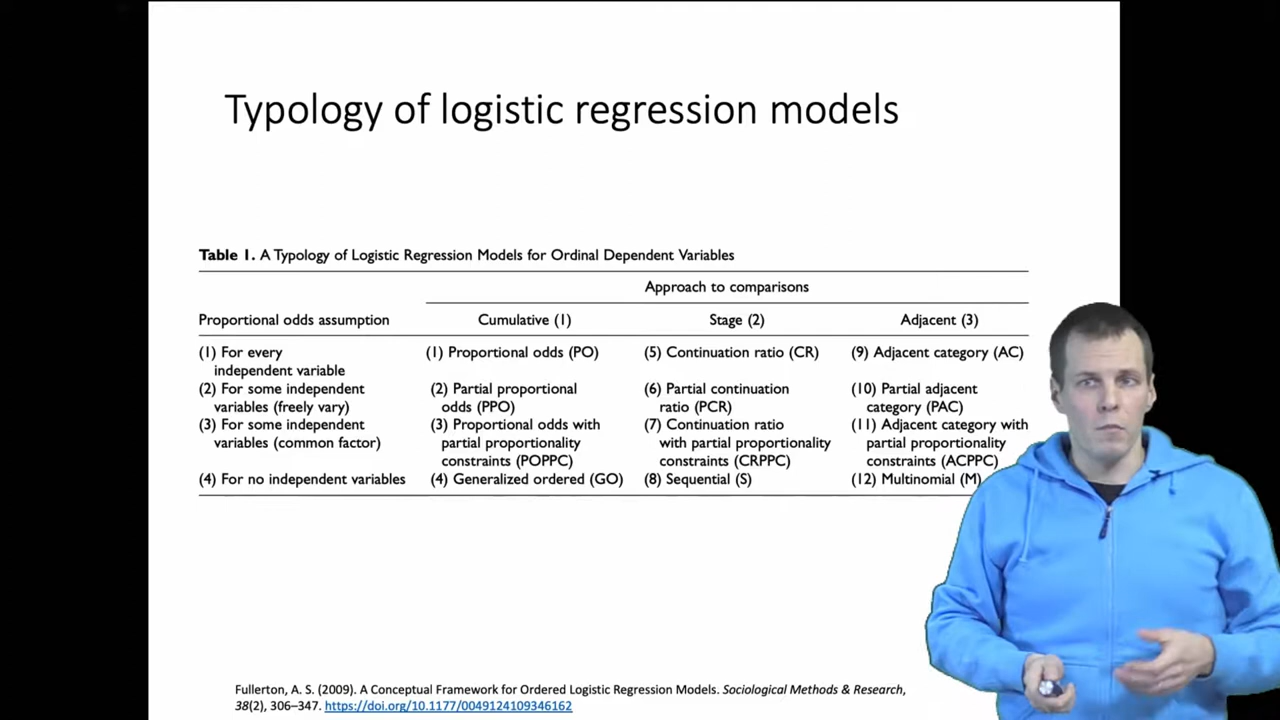 Typology of logistic regression models
Table 1. A Typology of Logistic Regression Models for Ordinal Dependent Variables
Approach to comparisons
Proportional odds assumption Cumulative (1) Stage (2) Adjacent (3)
(1) For every (1) Proportional odds (PO) (5) Continuation ratio (CR) (9) Adjacent category (AC)
independent variable
(2) For some independent (2) Partial proportional (6) Partial continuation (10) Partial adjacent
variables (freely vary) odds (PPO) ratio (PCR) category (PAC)
(3) For some independent (3) Proportional odds with (7) Continuation ratio (11) Adjacent category with
variables (common factor) partial proportionality with partial proportionality partial proportionality
constraints (POPPC) constraints (CRPPC) constraints (ACPPC)
(4) For no independent variables (4) Generalized ordered (GO) (8) Sequential (S) (12) Multinomial (M)
Fullerton, A. S. (2009). A Conceptual Framework for Ordered Logistic Regression Models. Sociological Methods & Research,
38(2), 306–347. https://doi.org/10.1177/0049124109346162